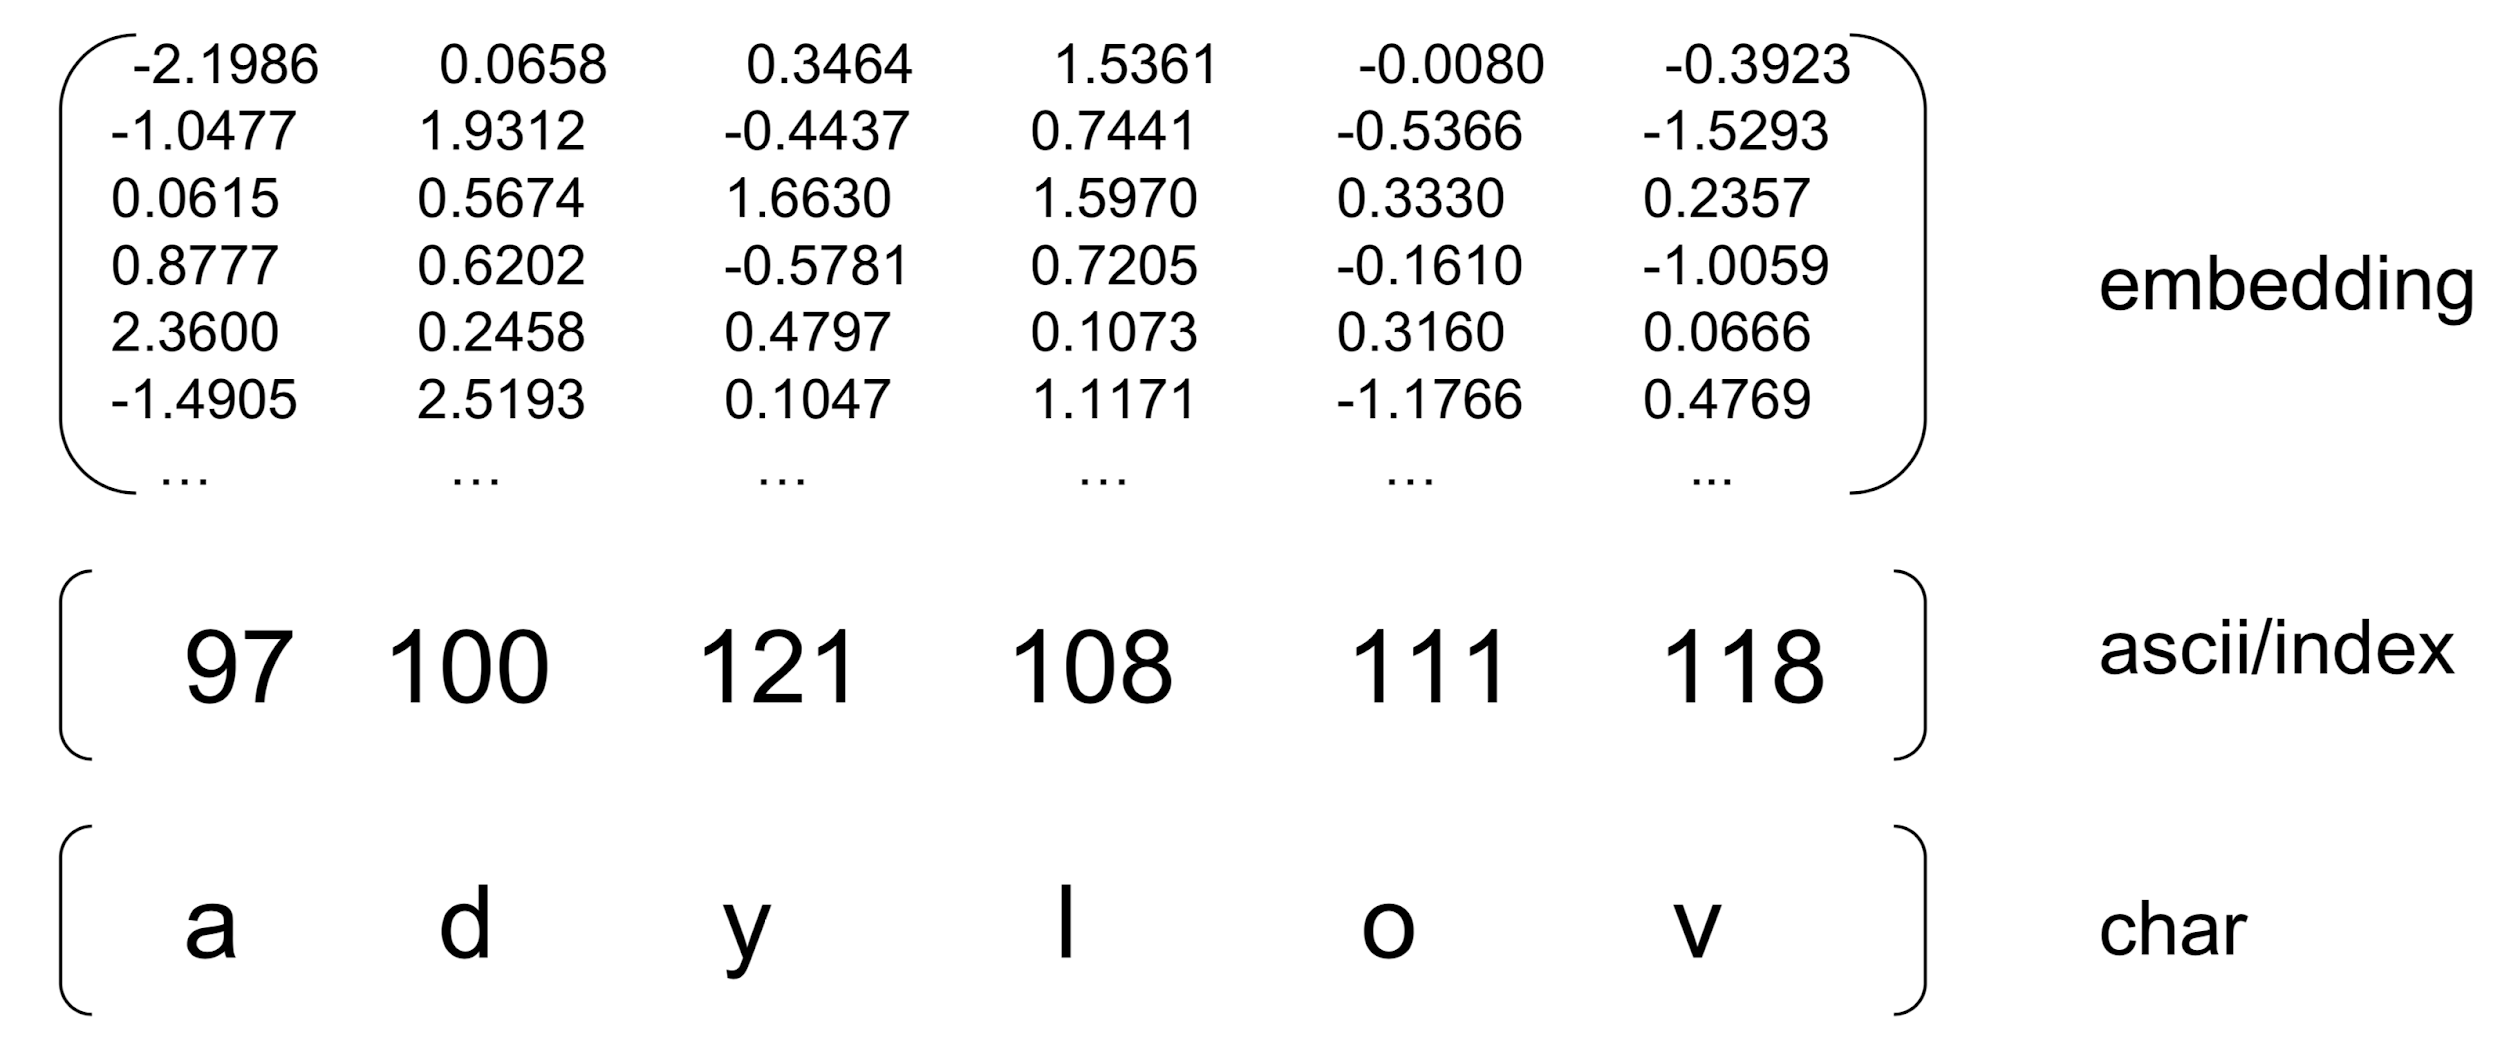 -2.1986 0.0658 0.3464 1.5361 -0.0080 -0.3923
-1.0477 1.9312 -0.4437 0.7441 -0.5366 -1.5293
0.0615 0.5674 1.6630 1.5970 0.3330 0.2357
0.8777 0.6202 -0.5781 0.7205 -0.1610 -1.0059
embedding
2.3600 0.2458 0.4797 0.1073 0.3160 0.0666
-1.4905 2.5193 0.1047 1.1171 -1.1766 0.4769
... ... ... ... ... ...
97 100 121 108 111 118 ascii/index
a d y l o v char